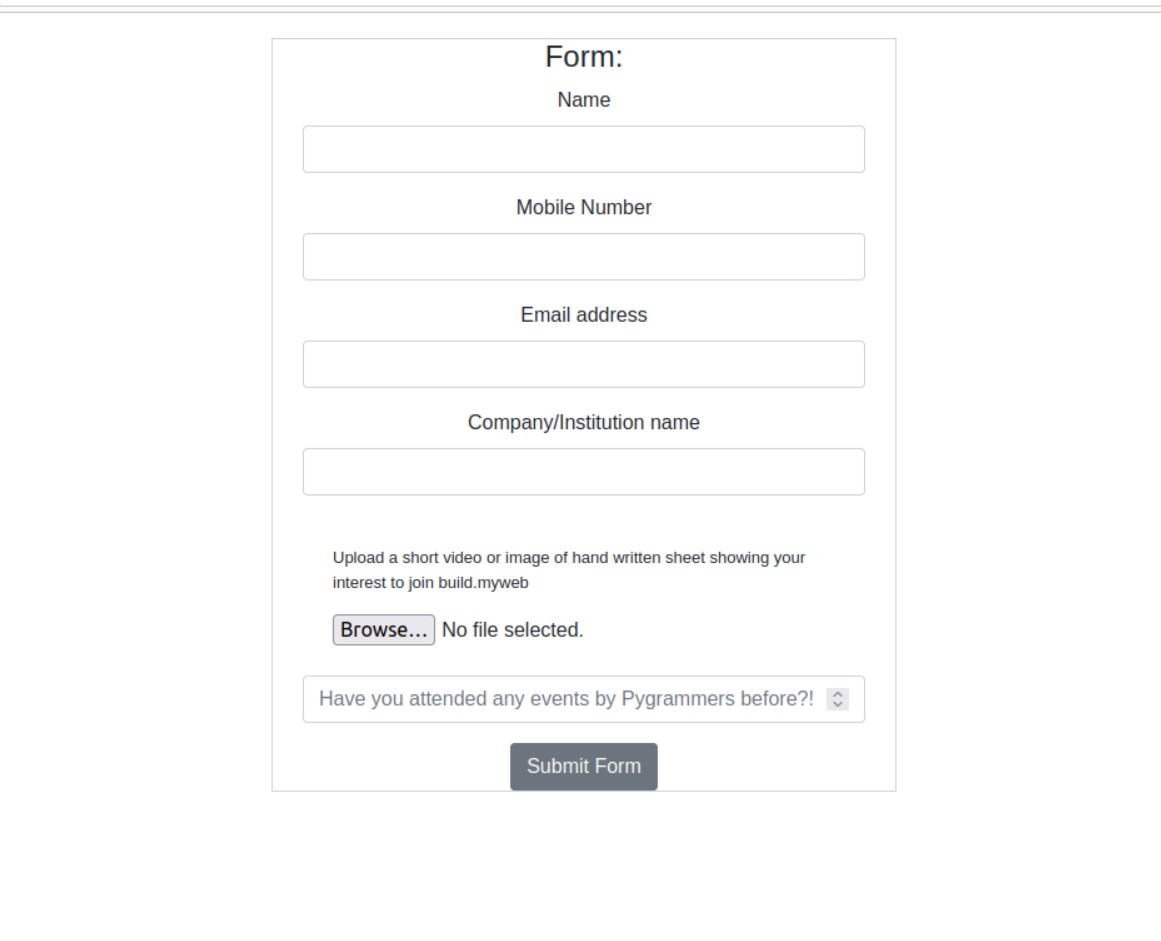 Form:
Name
Mobile Number
Email address
Company/Institution name
Upload a short video or image of hand written sheet showing your
interest to join build.myweb
Browse... No file selected.
Have you attended any events by Pygrammers before?!
Submit Form